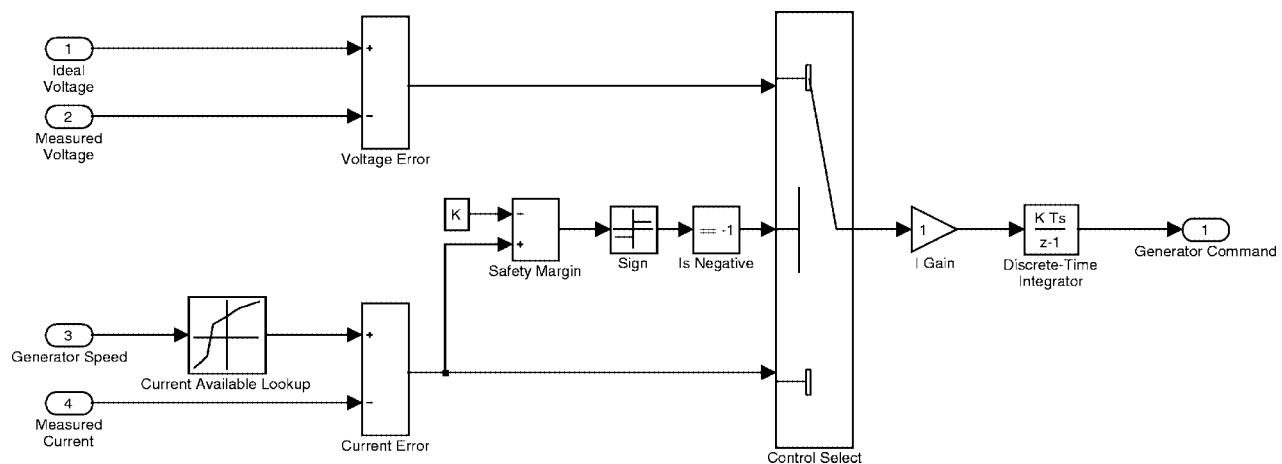 1
Ideal
Voltage
+
2
Measured
Voltage
-
Voltage Error
K
-
+
Safety Margin
Sign
== -1
Is Negative
1
I Gain
K Ts
z-1
Discrete-Time
Integrator
1
Generator Command
3
Generator Speed
Current Available Lookup
+
4
Measured
Current
-
Current Error
Control Select